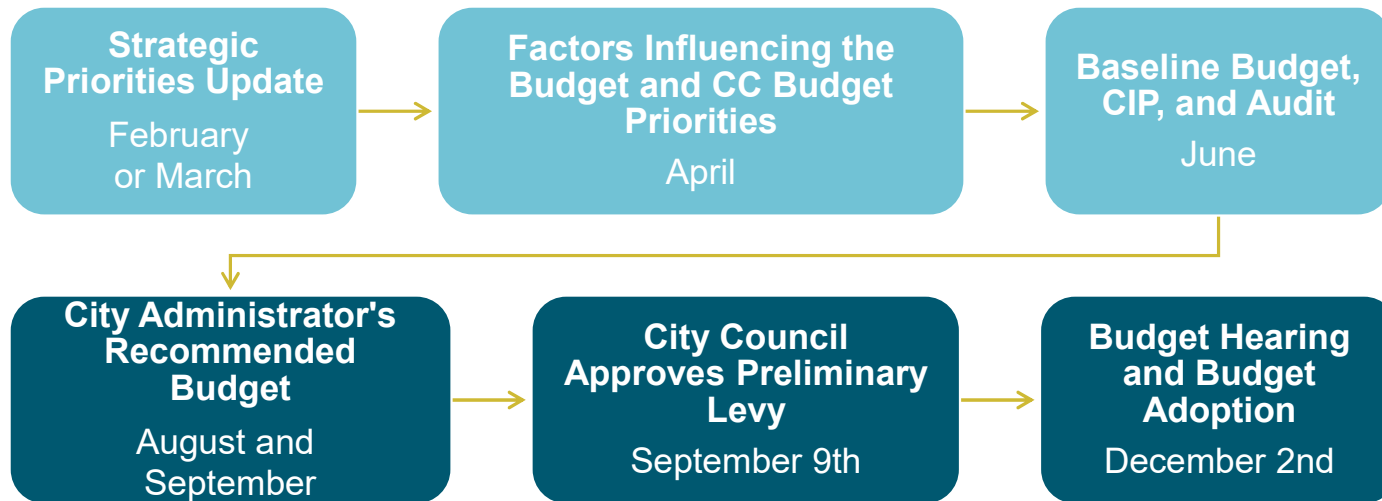 Strategic
Priorities Update
February
or March
Factors Influencing the
Budget and CC Budget
Priorities
April
Baseline Budget,
CIP, and Audit
June
City Administrator's
Recommended
Budget
August and
September
City Council
Approves Preliminary
Levy
September 9th
Budget Hearing
and Budget
Adoption
December 2nd